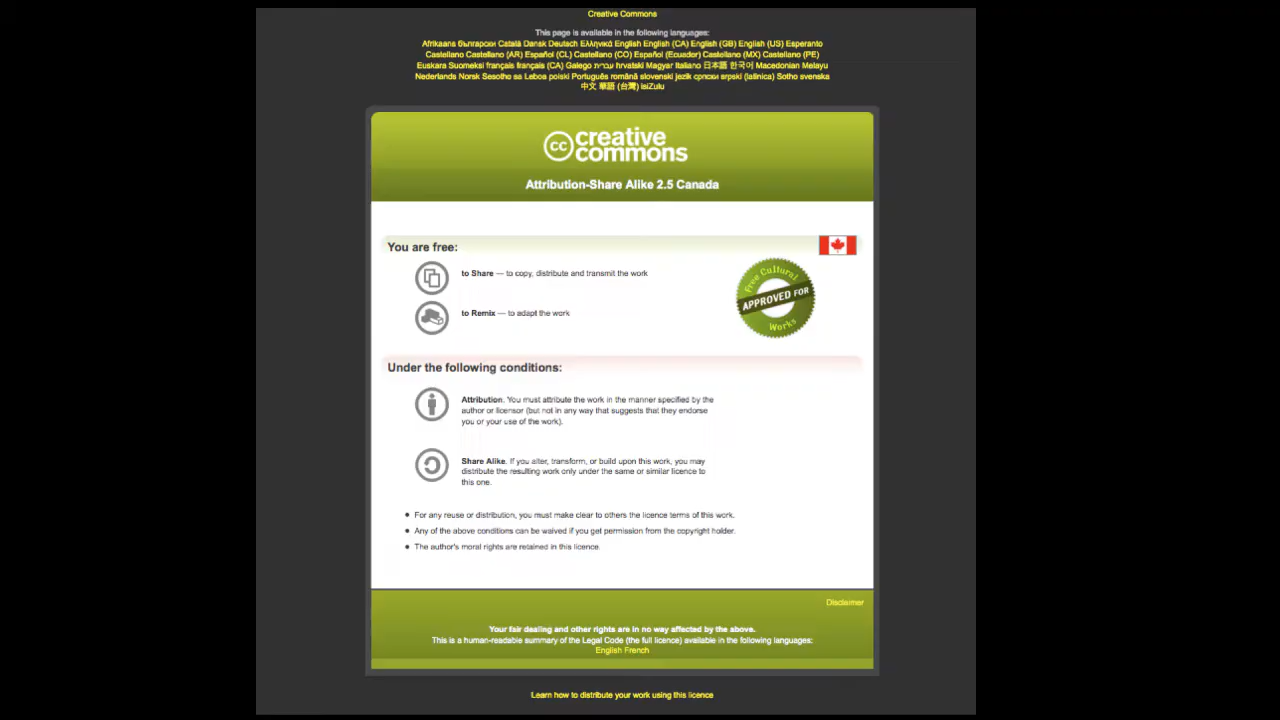 Creative Commons
This page is available in the following languages:
Afrikaans български Català Dansk Deutsch Ελληνικά English English (CA) English (GB) English (US) Esperanto
Castellano Castellano (AR) Español (CL) Castellano (CO) Español (Ecuador) Castellano (MX) Castellano (PE)
Euskara Suomeksi français français (CA) Galego עברית hrvatski Magyar Italiano 日本語 한국어 Macedonian Melayu
Nederlands Norsk Sesotho sa Leboa polski Português română slovenski jezik српски srpski (latinica) Sotho svenska
中文 華語 (台灣) isiZulu
cc creative
commons
Attribution-Share Alike 2.5 Canada
You are free:
to Share — to copy, distribute and transmit the work
to Remix — to adapt the work
Free Cultural
APPROVED FOR
Works
Under the following conditions:
Attribution. You must attribute the work in the manner specified by the
author or licensor (but not in any way that suggests that they endorse
you or your use of the work).
Share Alike. If you alter, transform, or build upon this work, you may
distribute the resulting work only under the same or similar licence to
this one.
For any reuse or distribution, you must make clear to others the licence terms of this work.
Any of the above conditions can be waived if you get permission from the copyright holder.
The author's moral rights are retained in this licence.
Disclaimer
Your fair dealing and other rights are in no way affected by the above.
This is a human-readable summary of the Legal Code (the full licence) available in the following languages:
English French
Learn how to distribute your work using this licence